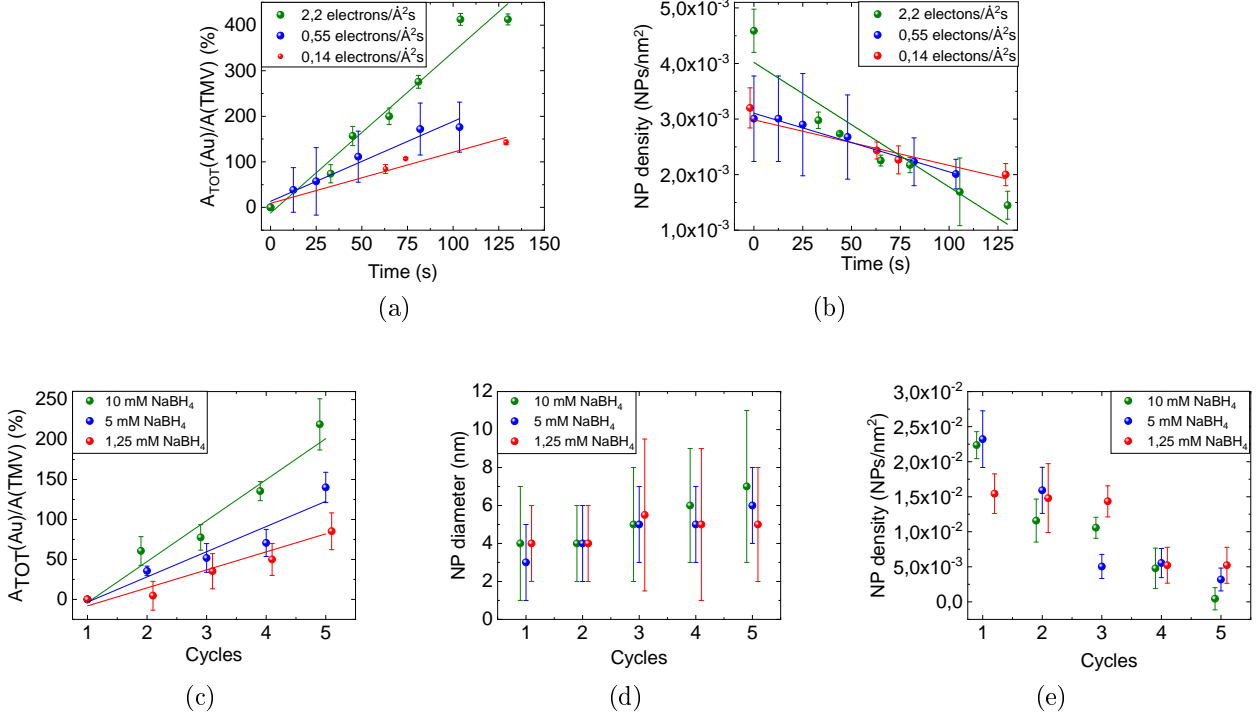 400
300
200
100
0
A_TOT(Au)/A(TMV) (%)
2,2 electrons/Å²s
0,55 electrons/Å²s
0,14 electrons/Å²s
0 25 50 75 100 125 150
Time (s)
(a)
5,0x10⁻³
4,0x10⁻³
3,0x10⁻³
2,0x10⁻³
1,0x10⁻³
NP density (NPs/nm²)
2,2 electons/Å²s
0,55 electons/Å²s
0,14 electons/Å²s
0 25 50 75 100 125
Time (s)
(b)
250
200
150
100
50
0
A_TOT(Au)/A(TMV) (%)
10 mM NaBH₄
5 mM NaBH₄
1,25 mM NaBH₄
1 2 3 4 5
Cycles
(c)
12
10
8
6
4
2
0
NP diameter (nm)
10 mM NaBH₄
5 mM NaBH₄
1,25 mM NaBH₄
1 2 3 4 5
Cycles
(d)
3,0x10⁻²
2,5x10⁻²
2,0x10⁻²
1,5x10⁻²
1,0x10⁻²
5,0x10⁻³
0,0
NP density (NPs/nm²)
10 mM NaBH₄
5 mM NaBH₄
1,25 mM NaBH₄
1 2 3 4 5
Cycles
(e)